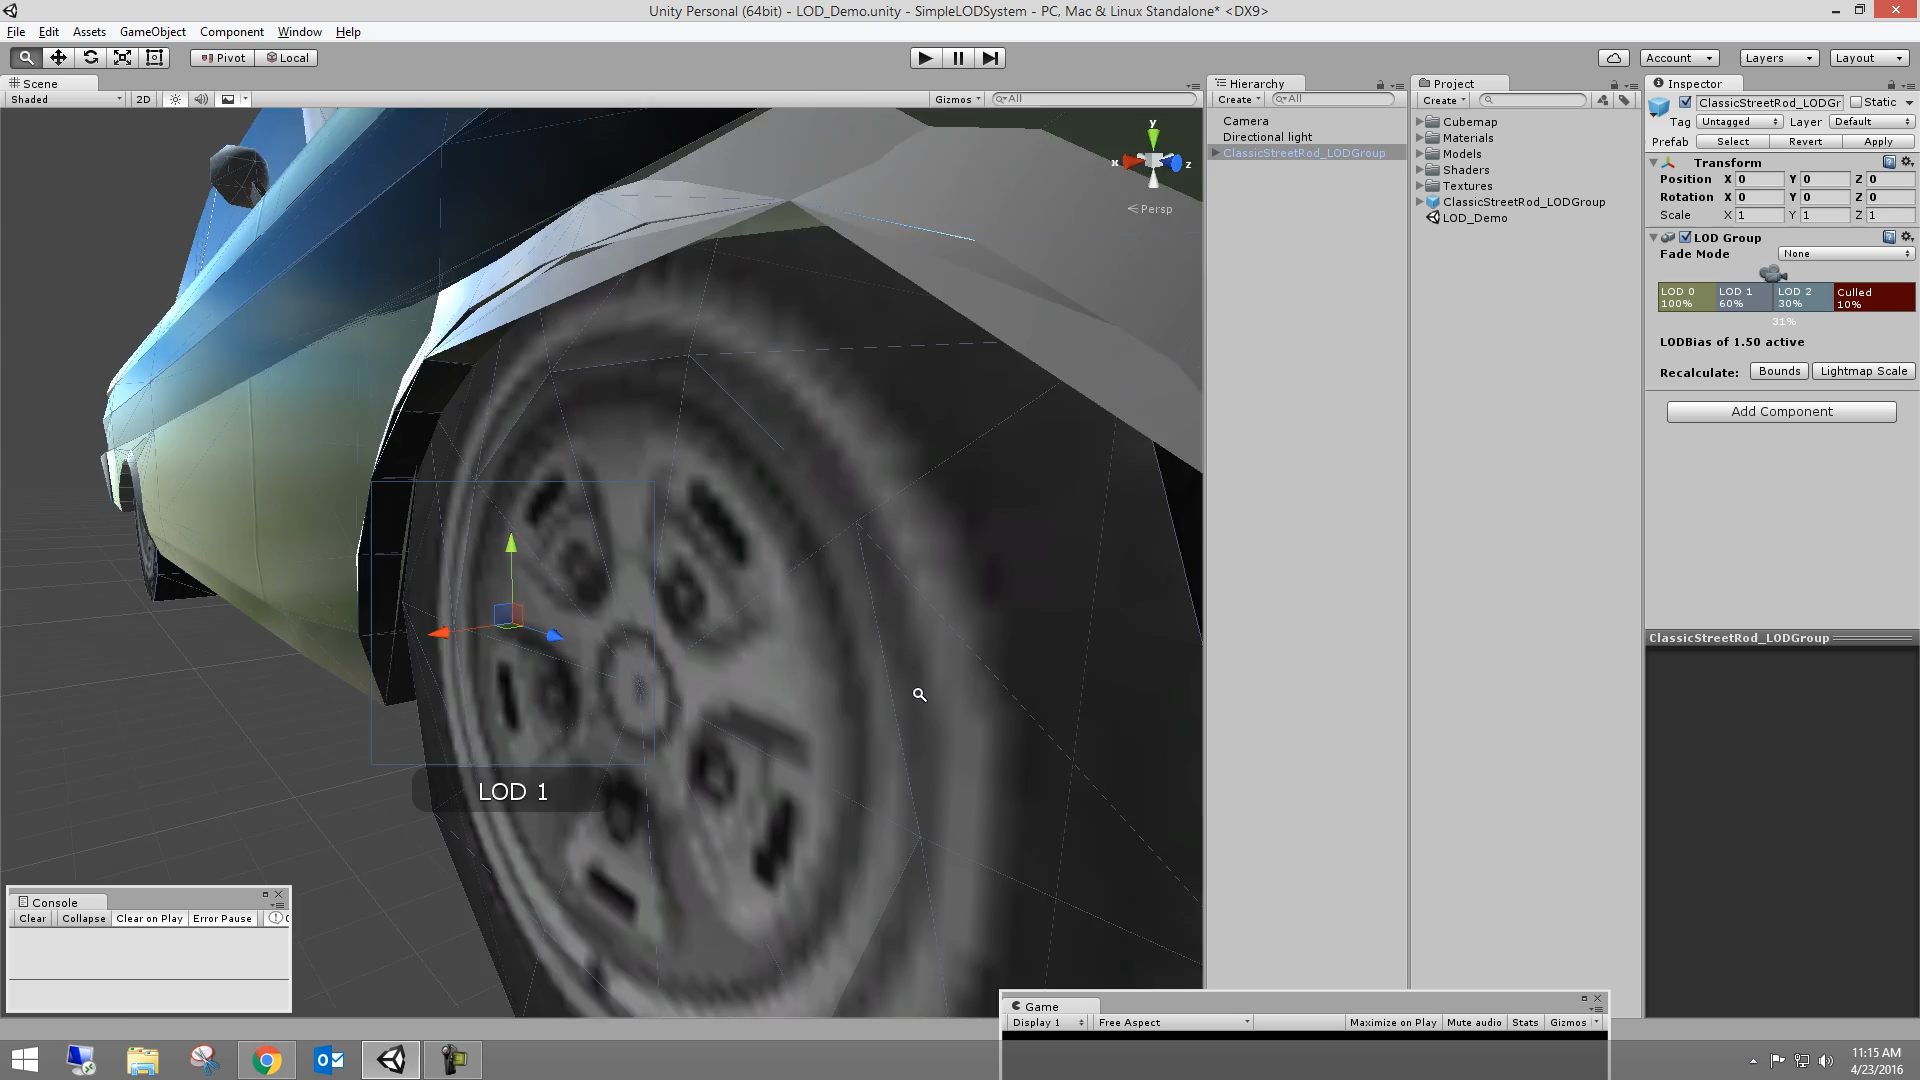 Unity Personal (64bit) - LOD_Demo.unity - SimpleLODSystem - PC, Mac & Linux Standalone* <DX9>
File Edit Assets GameObject Component Window Help
Pivot Local Account Layers Layout
Scene
Shaded 2D Gizmos All
y
x z
Persp
LOD 1
Console
Clear Collapse Clear on Play Error Pause
Hierarchy
Create All
Camera
Directional light
ClassicStreetRod_LODGroup
Project
Create
Cubemap
Materials
Models
Shaders
Textures
ClassicStreetRod_LODGroup
LOD_Demo
Inspector
ClassicStreetRod_LODGr Static
Tag Untagged Layer Default
Prefab Select Revert Apply
Transform
Position X 0 Y 0 Z 0
Rotation X 0 Y 0 Z 0
Scale X 1 Y 1 Z 1
LOD Group
Fade Mode None
LOD 0 LOD 1 LOD 2 Culled
100% 60% 30% 10%
31%
LODBias of 1.50 active
Recalculate: Bounds Lightmap Scale
Add Component
ClassicStreetRod_LODGroup
Game
Display 1 Free Aspect Maximize on Play Mute audio Stats Gizmos
11:15 AM
4/23/2016